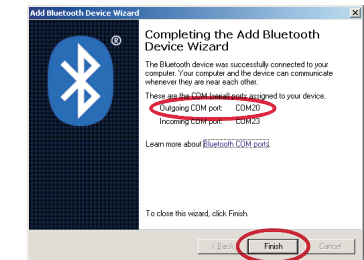 Add Bluetooth Device Wizard
®
Completing the Add Bluetooth
Device Wizard
The Bluetooth device was successfully connected to your
computer. Your computer and the device can communicate
whenever they are near each other.
These are the COM (serial) ports assigned to your device.
Outgoing COM port: COM20
Incoming COM port: COM23
Learn more about Bluetooth COM ports.
To close this wizard, click Finish.
< Back Finish Cancel